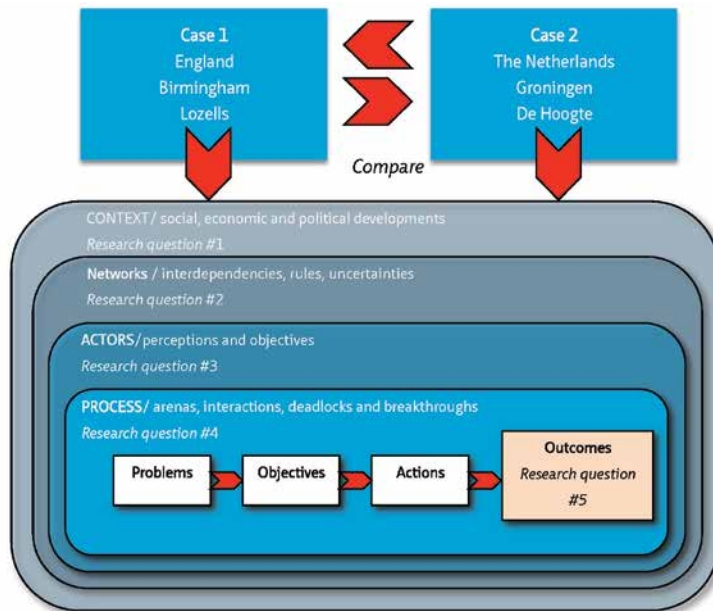 Case 1
England
Birmingham
Lozells
Case 2
The Netherlands
Groningen
De Hoogte
Compare
CONTEXT/ social, economic and political developments
Research question #1
Networks / interdependencies, rules, uncertainties
Research question #2
ACTORS/perceptions and objectives
Research question #3
PROCESS/ arenas, interactions, deadlocks and breakthroughs
Research question #4
Problems
Objectives
Actions
Outcomes
Research question
#5